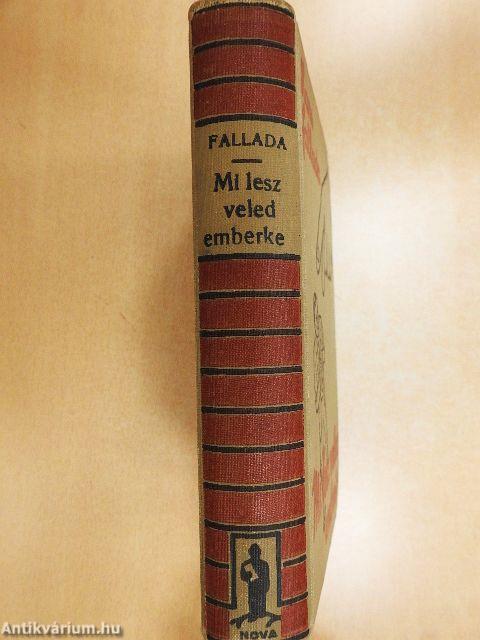 FALLADA
Mi lesz
veled
emberke
NOVA
Antikvárium.hu